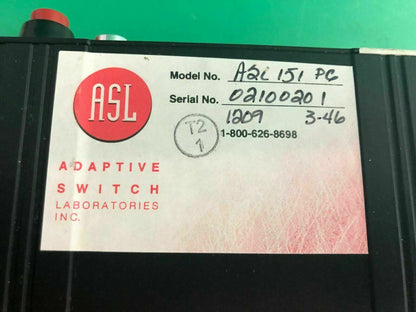 ASL
Model No. ASL 151 PG
Serial No. 02100201
1209 3-46
T2
1
1-800-626-8698
ADAPTIVE
SWITCH
LABORATORIES
INC.